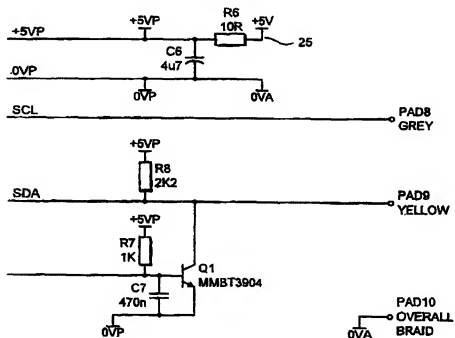 R6 +5V
+5VP +5VP 10R
25
C6
4u7
.0VP
0VP 0VA
SCL PAD8
GREY
+5VP
R8
2K2
SDA PAD9
YELLOW
+5VP
R7
1K Q1
MMBT3904
C7
470n
0VP
PAD10
0VA OVERALL
BRAID